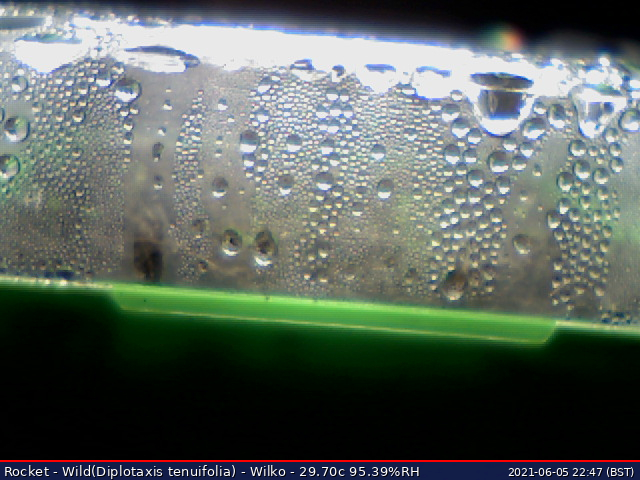 Rocket - Wild(Diplotaxis tenuifolia) - Wilko - 29.70c 95.39%RH 2021-06-05 22:47 (BST)